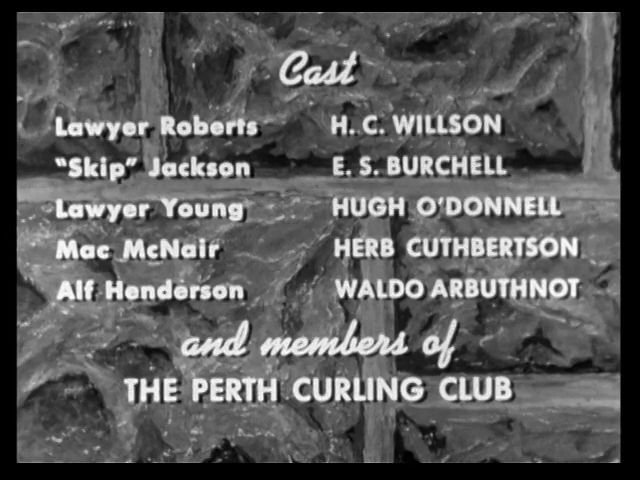 Cast
Lawyer Roberts H. C. WILLSON
"Skip" Jackson E. S. BURCHELL
Lawyer Young HUGH O'DONNELL
Mac McNair HERB CUTHBERTSON
Alf Henderson WALDO ARBUTHNOT
and members of
THE PERTH CURLING CLUB